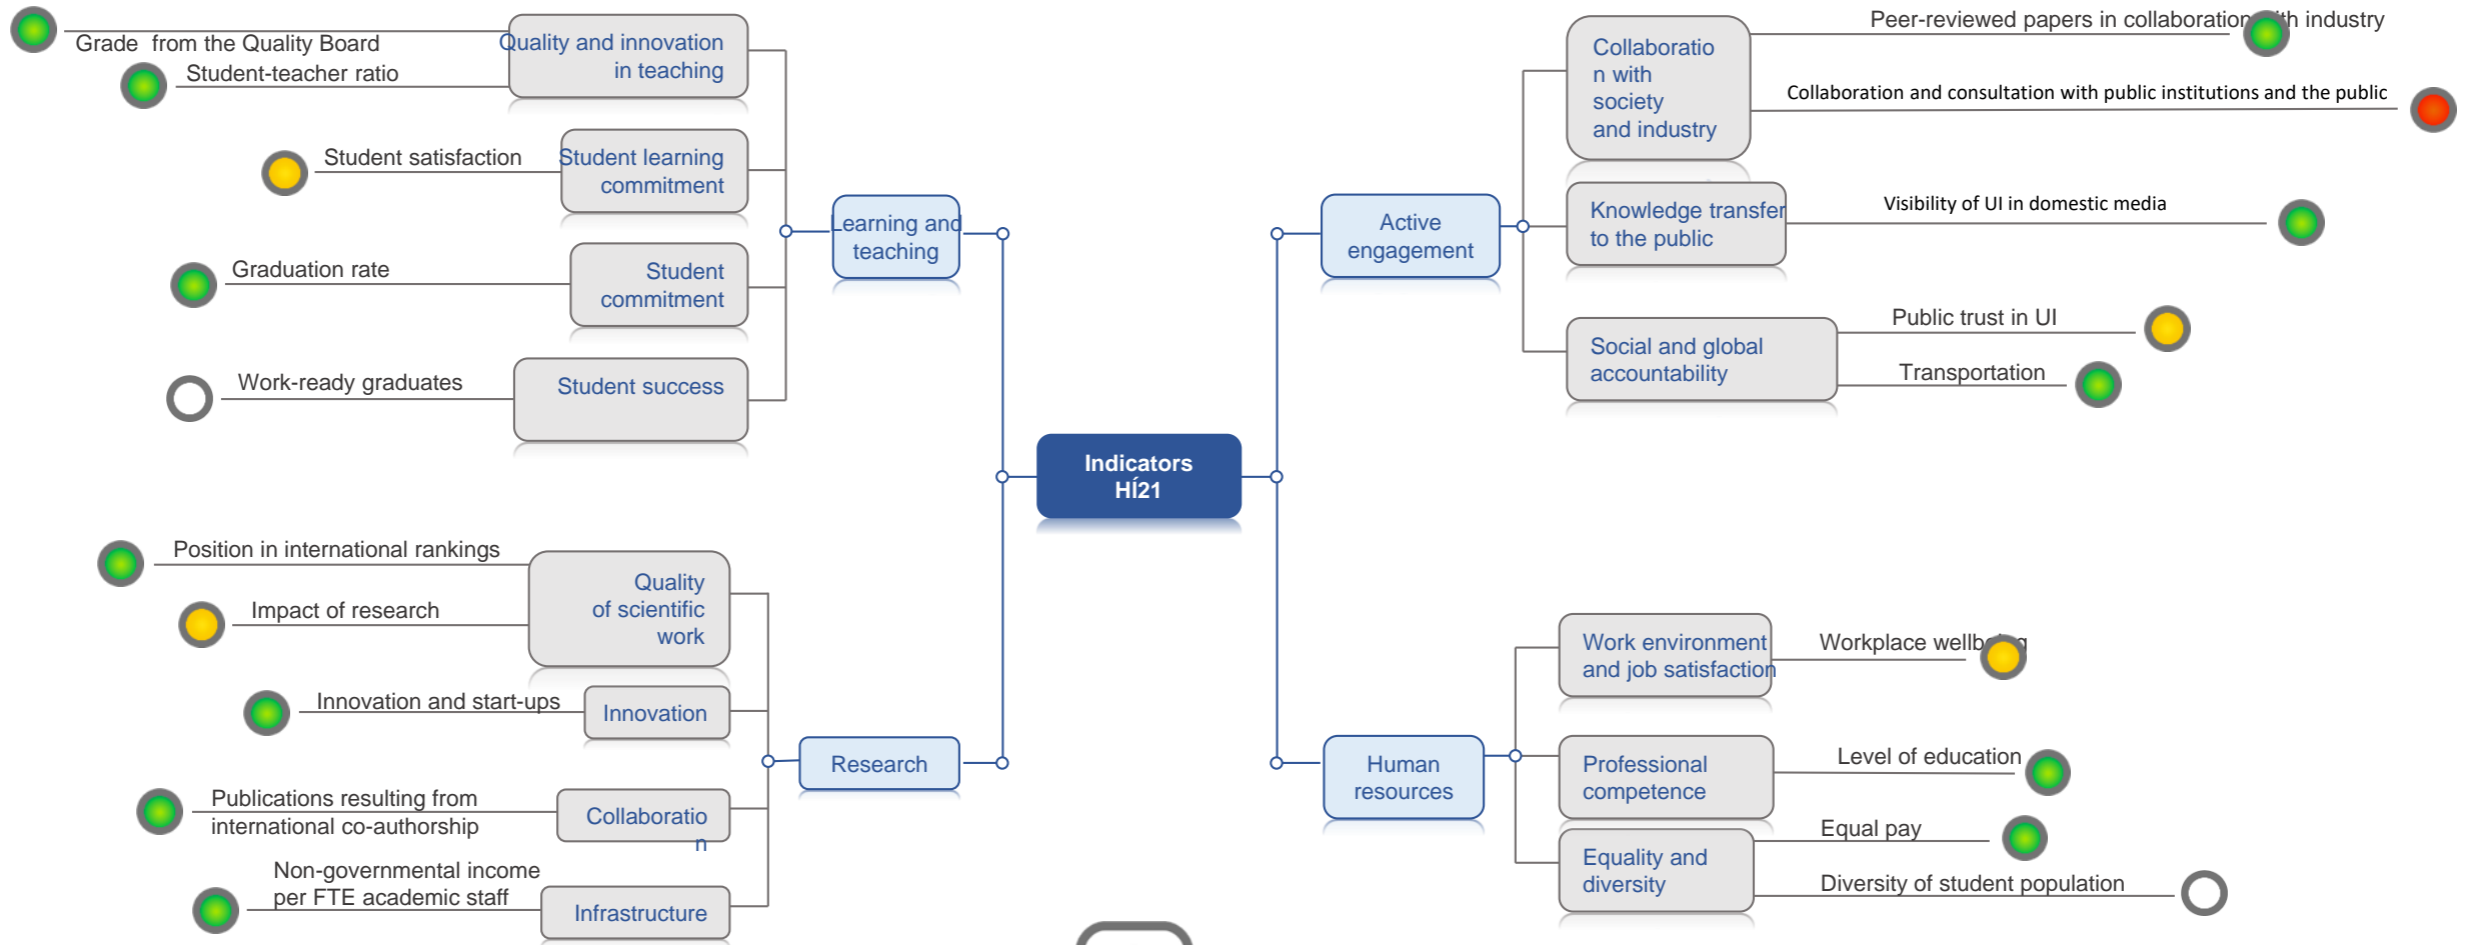 Grade from the Quality Board
Student-teacher ratio
Quality and innovation
in teaching
Student satisfaction
Student learning
commitment
Graduation rate
Student
commitment
Work-ready graduates
Student success
Learning and
teaching
Position in international rankings
Impact of research
Quality
of scientific
work
Innovation and start-ups
Innovation
Publications resulting from
international co-authorship
Collaboratio
n
Non-governmental income
per FTE academic staff
Infrastructure
Research
Indicators
HÍ21
Active
engagement
Collaboratio
n with
society
and industry
Peer-reviewed papers in collaboration with industry
Collaboration and consultation with public institutions and the public
Knowledge transfer
to the public
Visibility of UI in domestic media
Social and global
accountability
Public trust in UI
Transportation
Human
resources
Work environment
and job satisfaction
Workplace wellbeing
Professional
competence
Level of education
Equality and
diversity
Equal pay
Diversity of student population